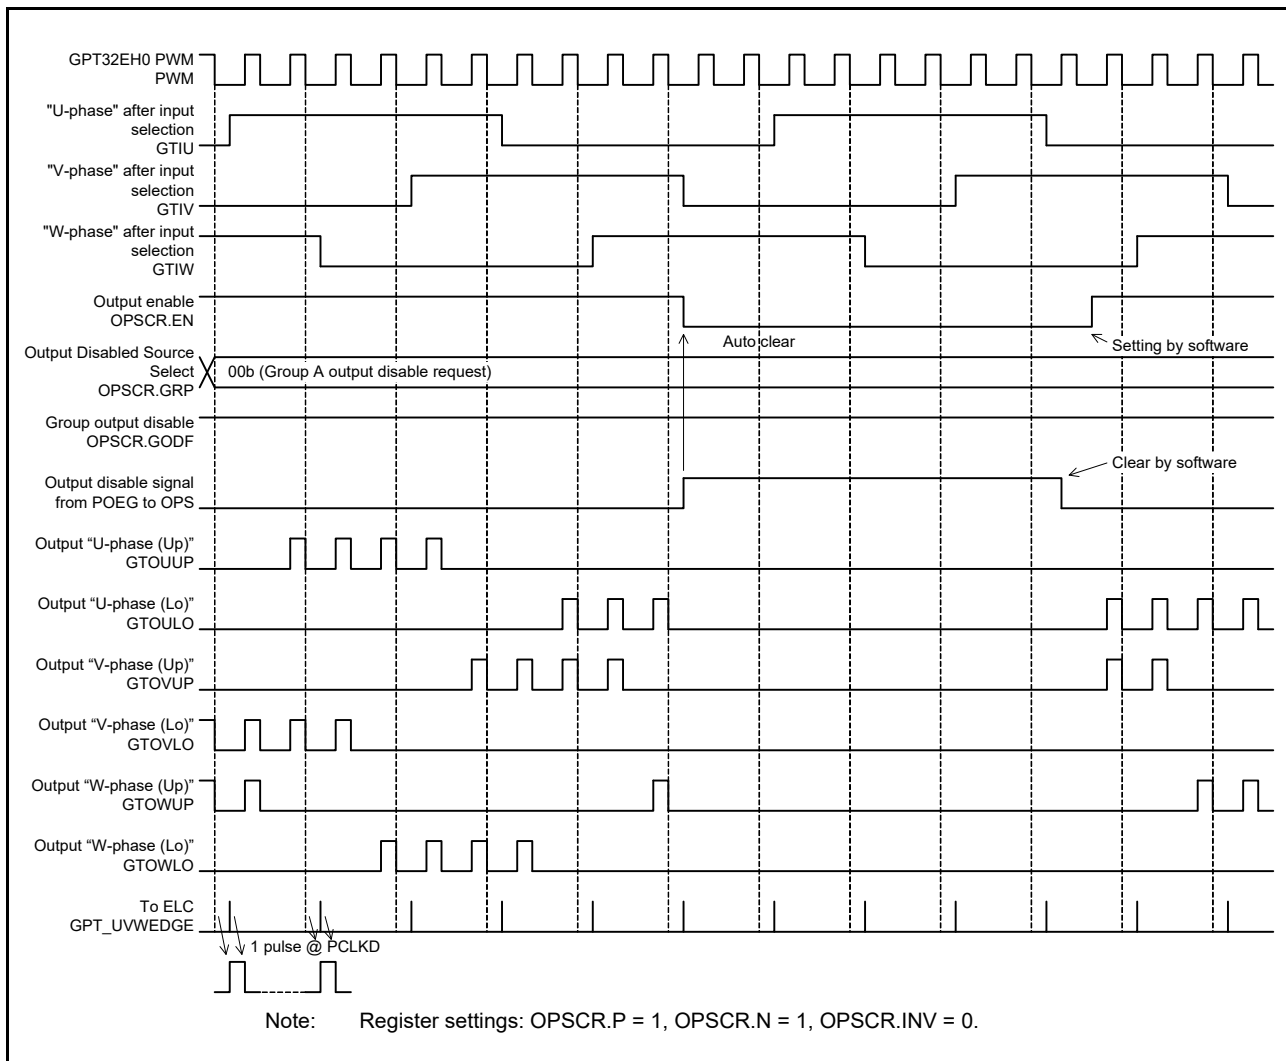 GPT32EH0 PWM
PWM
"U-phase" after input
selection
GTIU
"V-phase" after input
selection
GTIV
"W-phase" after input
selection
GTIW
Output enable
OPSCR.EN
Auto clear
Setting by software
Output Disabled Source
Select
OPSCR.GRP
00b (Group A output disable request)
Group output disable
OPSCR.GODF
Clear by software
Output disable signal
from POEG to OPS
Output “U-phase (Up)”
GTOUUP
Output “U-phase (Lo)”
GTOULO
Output “V-phase (Up)”
GTOVUP
Output “V-phase (Lo)”
GTOVLO
Output “W-phase (Up)”
GTOWUP
Output “W-phase (Lo)”
GTOWLO
To ELC
GPT_UVWEDGE
1 pulse @ PCLKD
Note: Register settings: OPSCR.P = 1, OPSCR.N = 1, OPSCR.INV = 0.